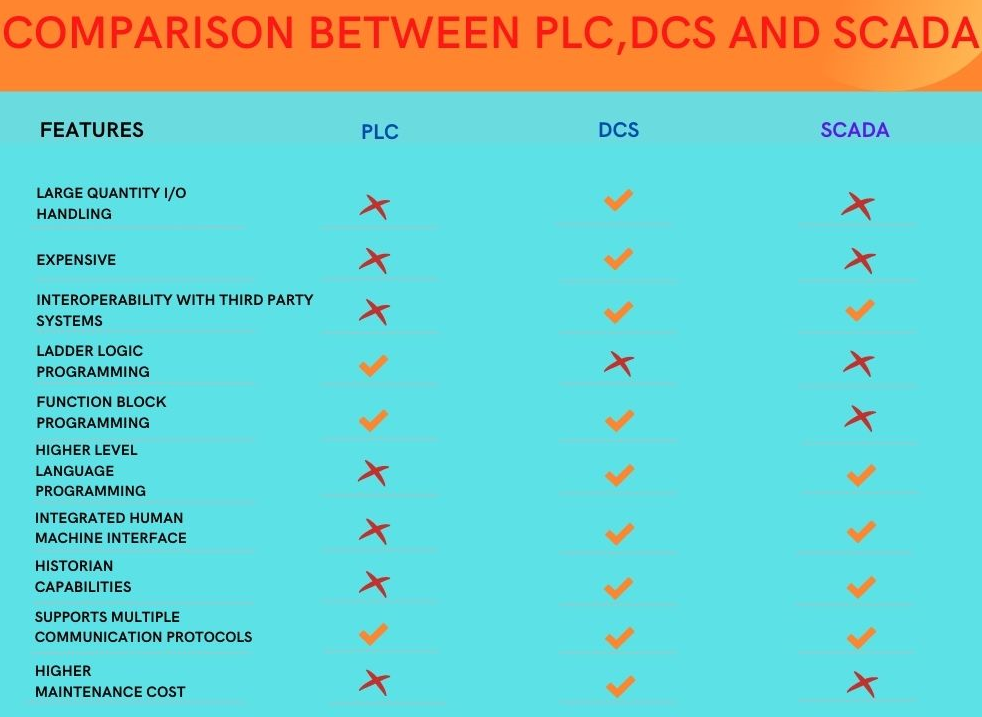 COMPARISON BETWEEN PLC,DCS AND SCADA
FEATURES PLC DCS SCADA
LARGE QUANTITY I/O
HANDLING
EXPENSIVE
INTEROPERABILITY WITH THIRD PARTY
SYSTEMS
LADDER LOGIC
PROGRAMMING
FUNCTION BLOCK
PROGRAMMING
HIGHER LEVEL
LANGUAGE
PROGRAMMING
INTEGRATED HUMAN
MACHINE INTERFACE
HISTORIAN
CAPABILITIES
SUPPORTS MULTIPLE
COMMUNICATION PROTOCOLS
HIGHER
MAINTENANCE COST